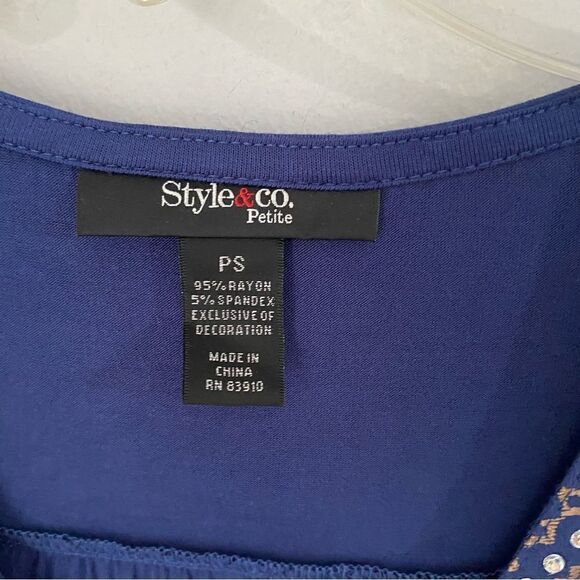 Style&co.
Petite
PS
95% RAYON
5% SPANDEX
EXCLUSIVE OF
DECORATION
MADE IN
CHINA
RN 83910